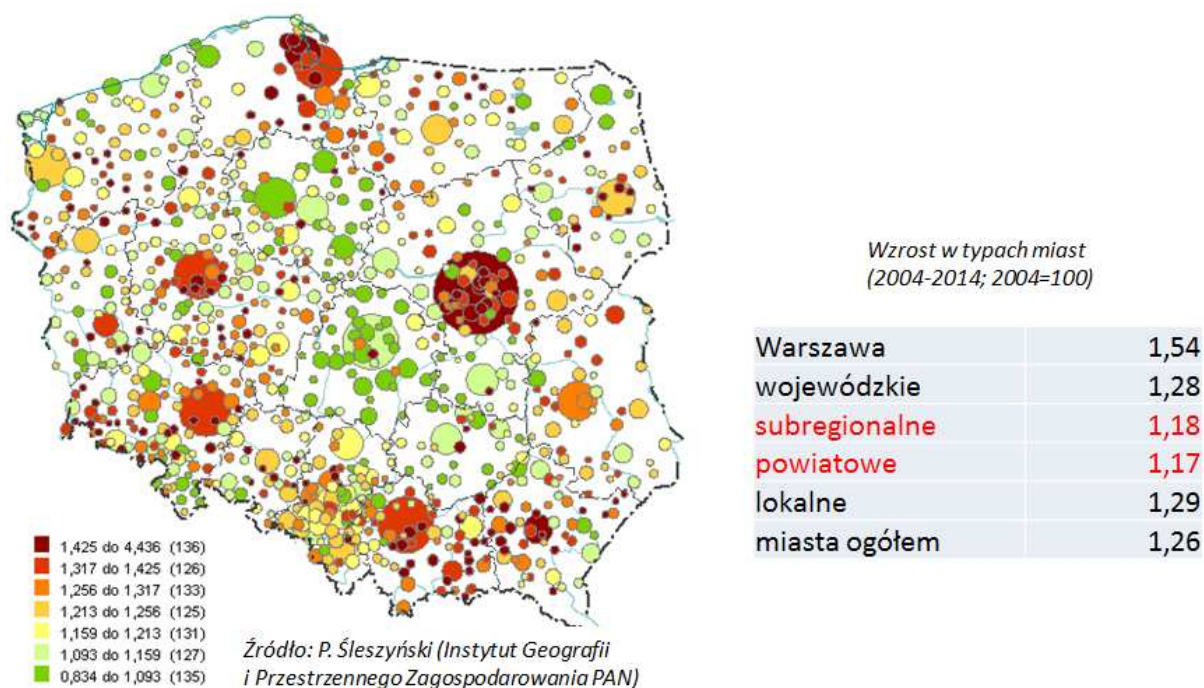 Wzrost w typach miast
(2004-2014; 2004=100)
Warszawa 1,54
wojewódzkie 1,28
subregionalne 1,18
powiatowe 1,17
lokalne 1,29
miasta ogółem 1,26
1,425 do 4,436 (136)
1,317 do 1,425 (126)
1,256 do 1,317 (133)
1,213 do 1,256 (125)
1,159 do 1,213 (131)
1,093 do 1,159 (127)
0,834 do 1,093 (135)
Źródło: P. Śleszyński (Instytut Geografii
i Przestrzennego Zagospodarowania PAN)